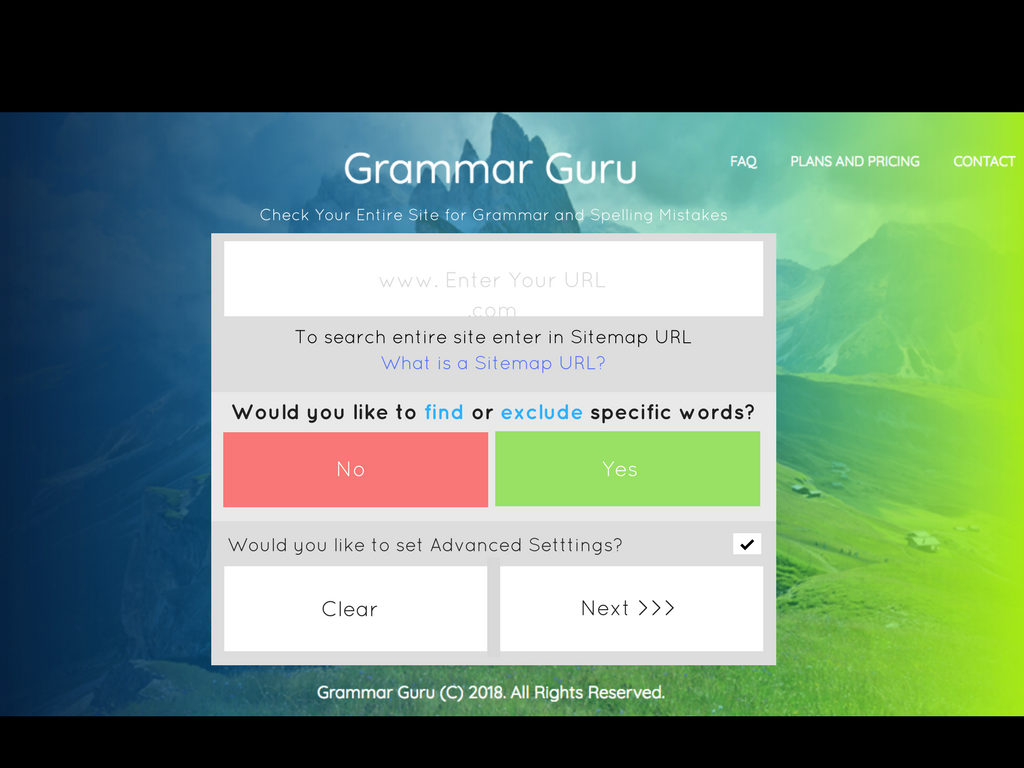 Grammar Guru
FAQ
PLANS AND PRICING
CONTACT
Check Your Entire Site for Grammar and Spelling Mistakes
www. Enter Your URL
.com
To search entire site enter in Sitemap URL
What is a Sitemap URL?
Would you like to find or exclude specific words?
No
Yes
Would you like to set Advanced Setttings?
Clear
Next >>>
Grammar Guru (C) 2018. All Rights Reserved.